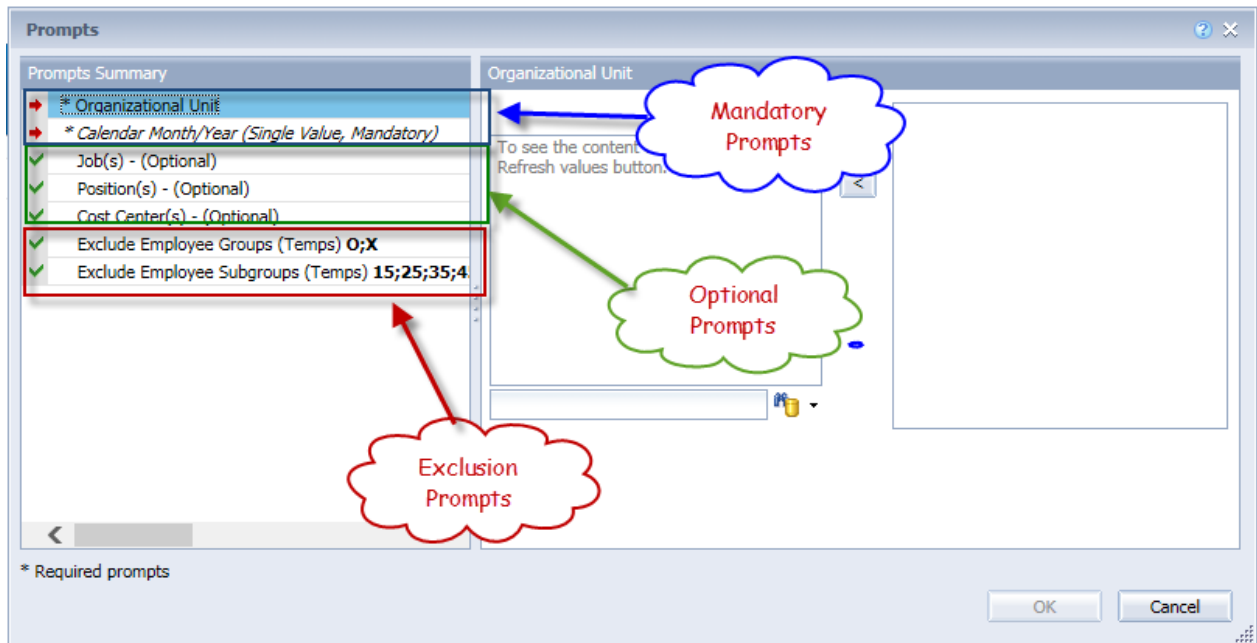 Prompts
Prompts Summary
* Organizational Unit
* Calendar Month/Year (Single Value, Mandatory)
Job(s) - (Optional)
Position(s) - (Optional)
Cost Center(s) - (Optional)
Exclude Employee Groups (Temps) O;X
Exclude Employee Subgroups (Temps) 15;25;35;4
Organizational Unit
To see the content
Refresh values button.
<
Mandatory
Prompts
Optional
Prompts
Exclusion
Prompts
* Required prompts
OK
Cancel